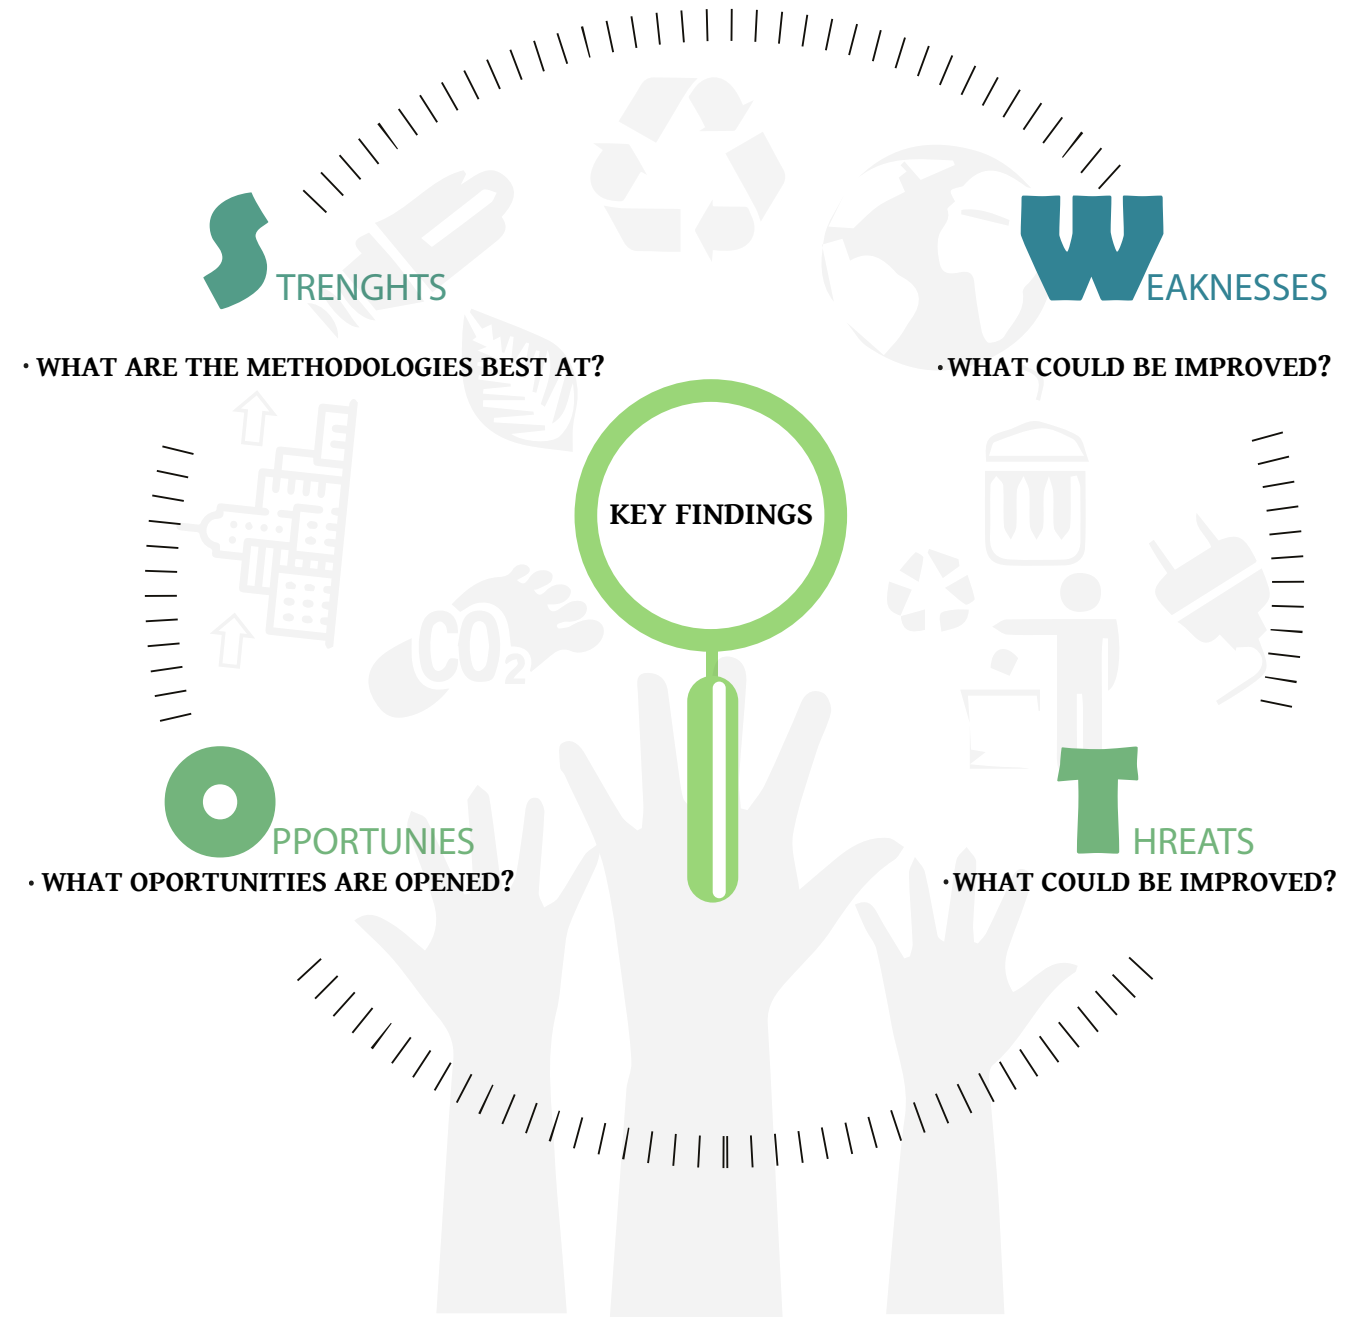 STRENGHTS
WEAKNESSES
· WHAT ARE THE METHODOLOGIES BEST AT?
· WHAT COULD BE IMPROVED?
KEY FINDINGS
CO₂
OPPORTUNIES
THREATS
· WHAT OPORTUNITIES ARE OPENED?
· WHAT COULD BE IMPROVED?